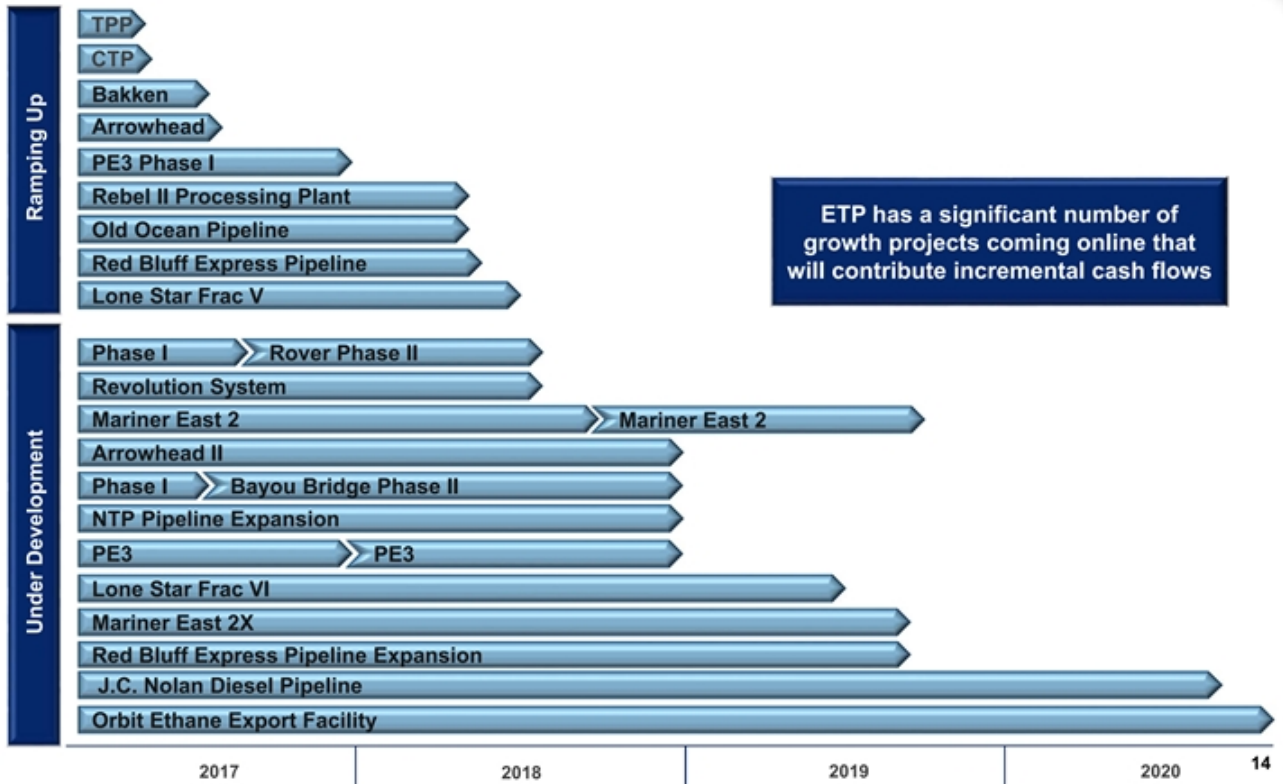 Ramping Up
TPP
CTP
Bakken
Arrowhead
PE3 Phase I
Rebel II Processing Plant
Old Ocean Pipeline
Red Bluff Express Pipeline
Lone Star Frac V
ETP has a significant number of
growth projects coming online that
will contribute incremental cash flows
Under Development
Phase I Rover Phase II
Revolution System
Mariner East 2 Mariner East 2
Arrowhead II
Phase I Bayou Bridge Phase II
NTP Pipeline Expansion
PE3 PE3
Lone Star Frac VI
Mariner East 2X
Red Bluff Express Pipeline Expansion
J.C. Nolan Diesel Pipeline
Orbit Ethane Export Facility
2017 2018 2019 2020
14